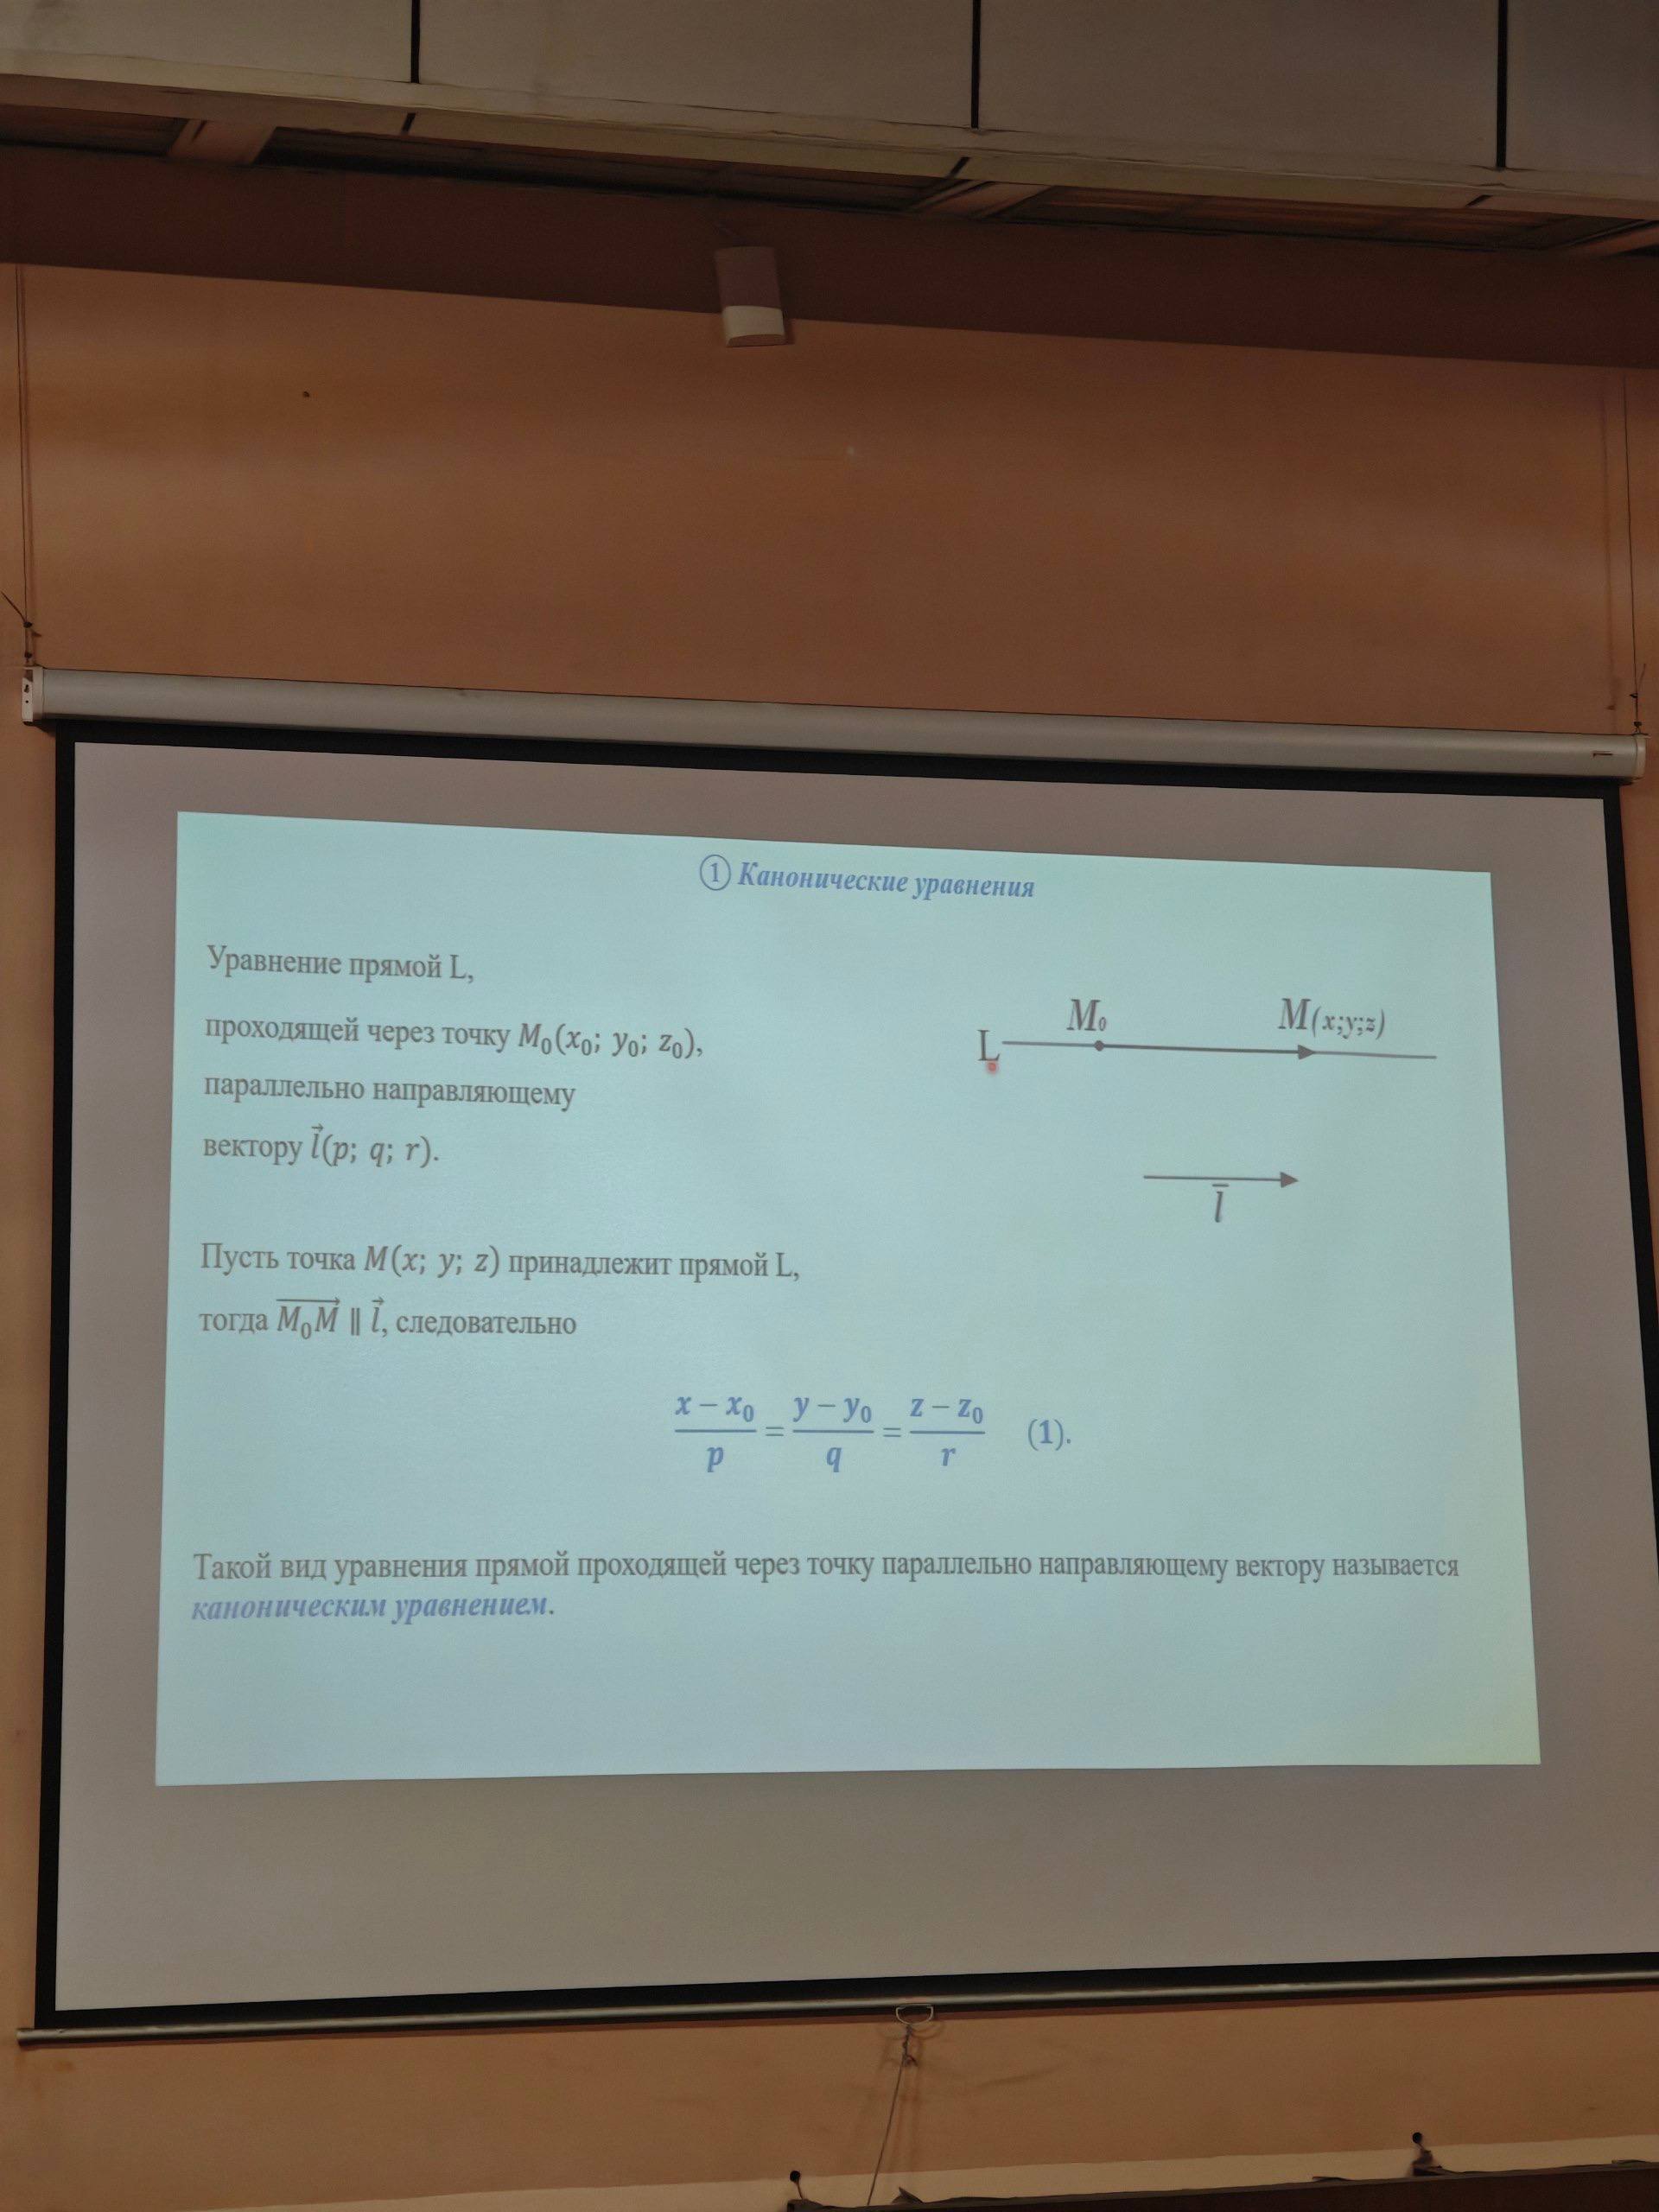 ① Канонические уравнения
Уравнение прямой L,
проходящей через точку M₀(x₀; y₀; z₀),
параллельно направляющему
вектору l⃗(p; q; r).
L M₀ M(x;y;z)
l̅
Пусть точка M(x; y; z) принадлежит прямой L,
тогда M₀M⃗ ∥ l⃗, следовательно
(x − x₀)/p = (y − y₀)/q = (z − z₀)/r (1).
Такой вид уравнения прямой проходящей через точку параллельно направляющему вектору называется
каноническим уравнением.